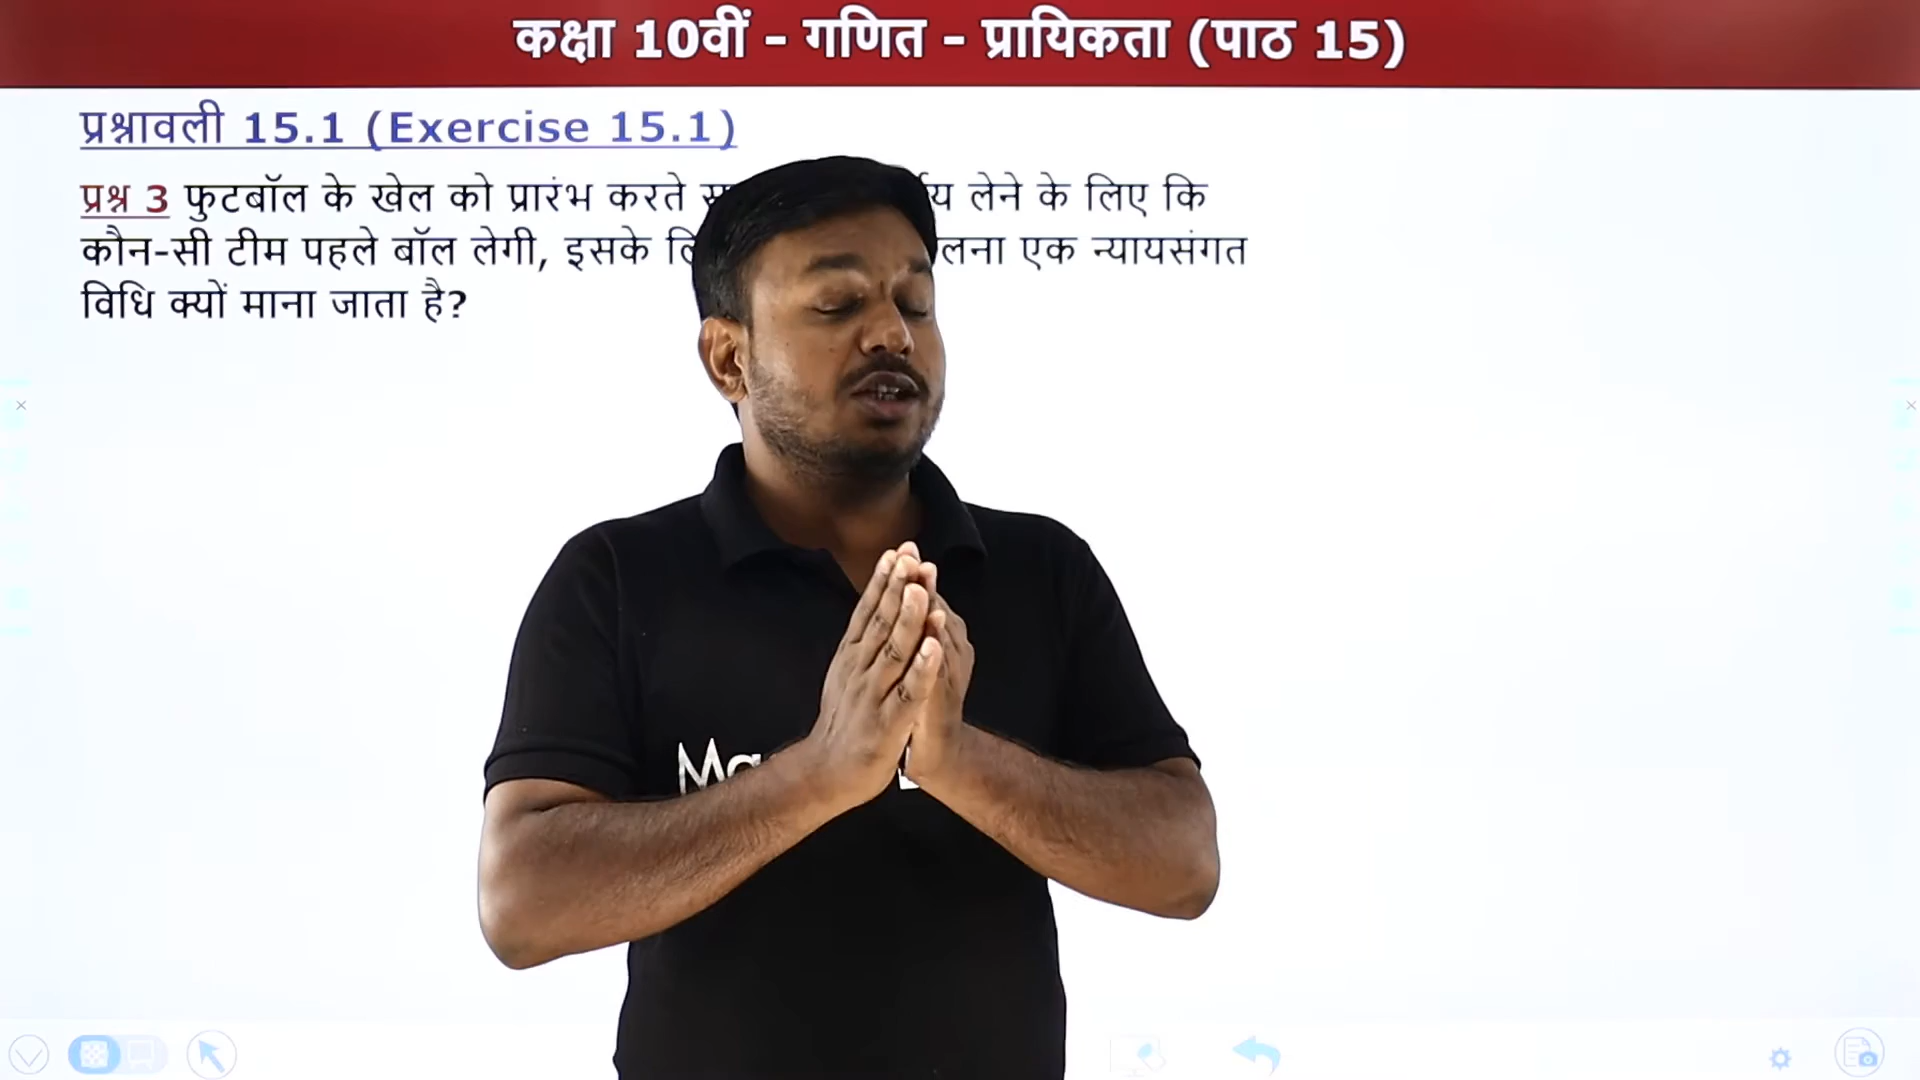 कक्षा 10वीं - गणित - प्रायिकता (पाठ 15)
प्रश्नावली 15.1 (Exercise 15.1)
प्रश्न 3 फुटबॉल के खेल को प्रारंभ करते लेने के लिए कि
कौन-सी टीम पहले बॉल लेगी, इसके एक न्यायसंगत
विधि क्यों माना जाता है?